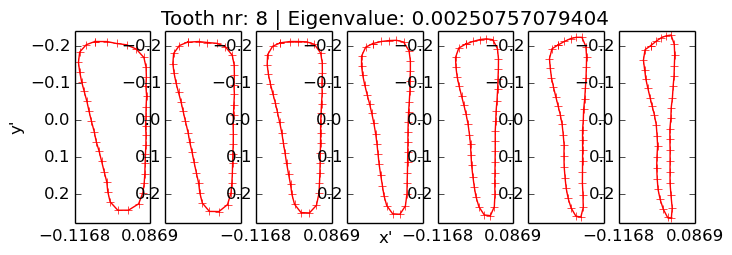 Tooth nr: 8 | Eigenvalue: 0.00250757079404
−0.2 −0.2 −0.2 −0.2 −0.2 −0.2 −0.2
−0.1 −0.1 −0.1 −0.1 −0.1 −0.1 −0.1
0.0 0.0 0.0 0.0 0.0 0.0 0.0
y'
0.1 0.1 0.1 0.1 0.1 0.1 0.1
0.2 0.2 0.2 0.2 0.2 0.2 0.2
−0.1168 0.0869 −0.1168 0.0869 −0.1168 0.0869 −0.1168 0.0869
x'